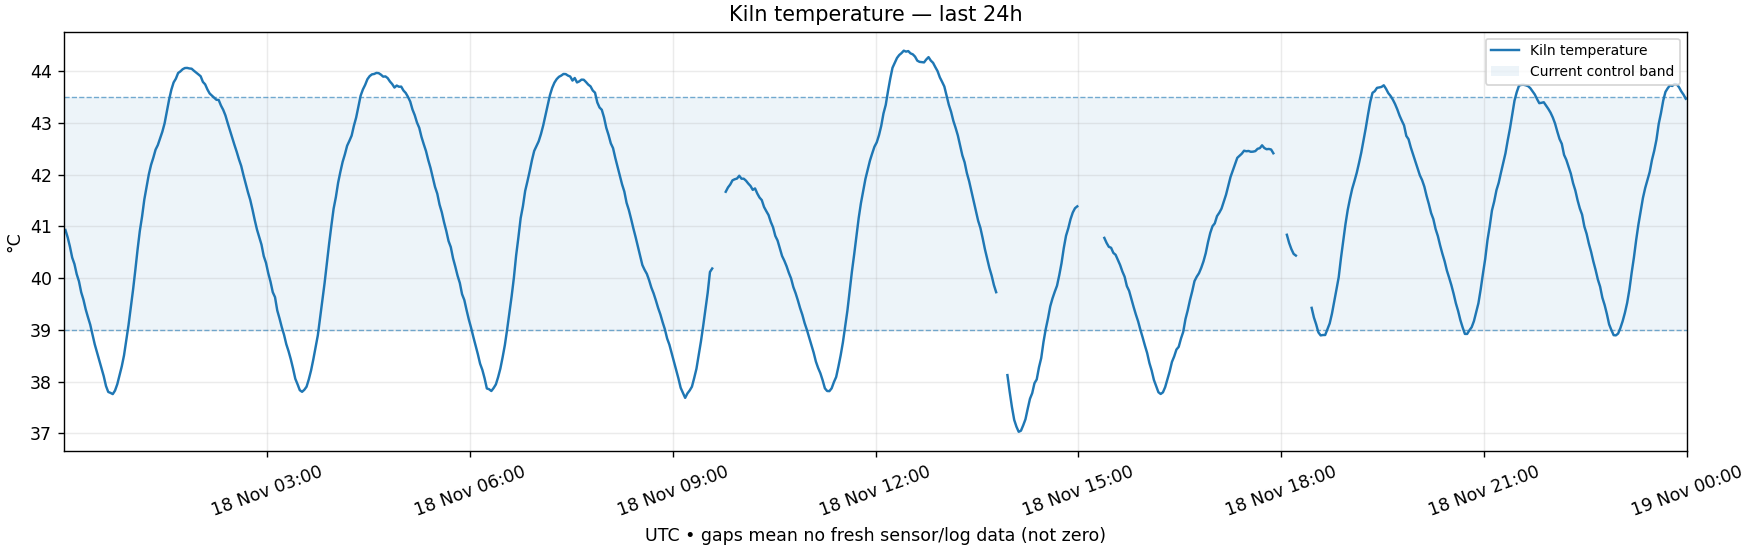 Kiln temperature — last 24h
Kiln temperature
Current control band
°C
44
43
42
41
40
39
38
37
18 Nov 03:00
18 Nov 06:00
18 Nov 09:00
18 Nov 12:00
18 Nov 15:00
18 Nov 18:00
18 Nov 21:00
19 Nov 00:00
UTC • gaps mean no fresh sensor/log data (not zero)